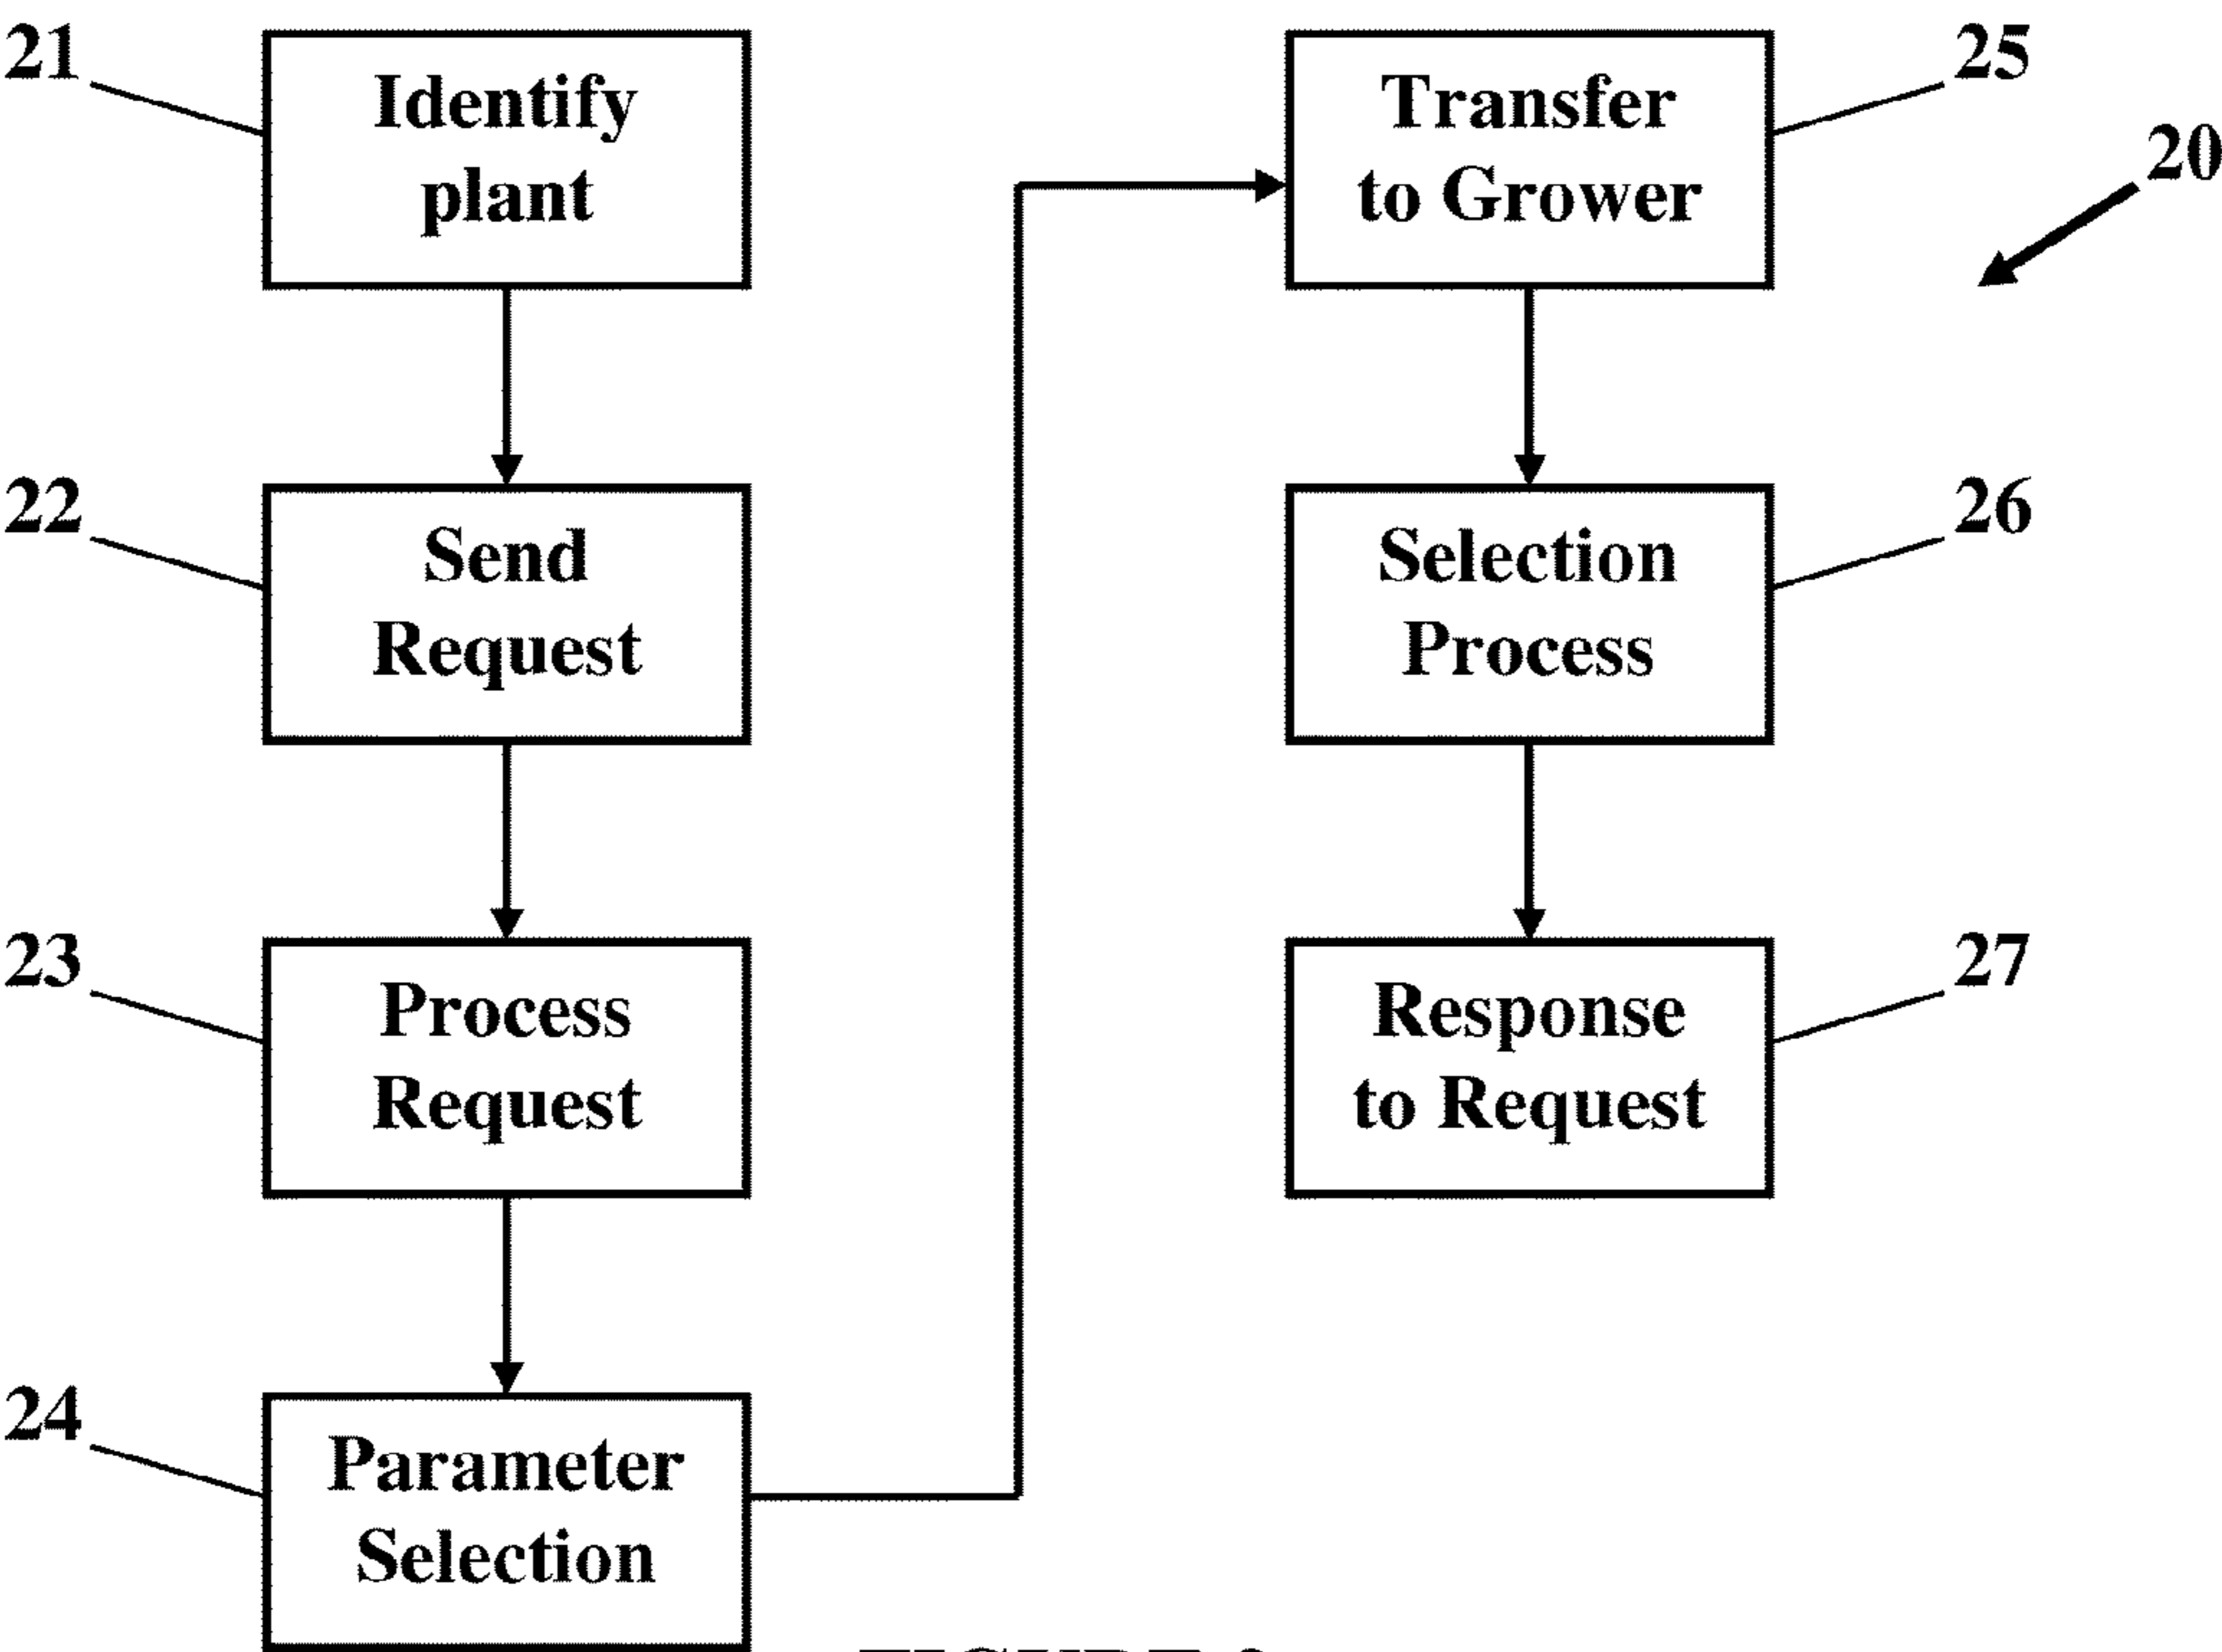 21
Identify
plant
22
Send
Request
23
Process
Request
24
Parameter
Selection
25
Transfer
to Grower
20
26
Selection
Process
27
Response
to Request